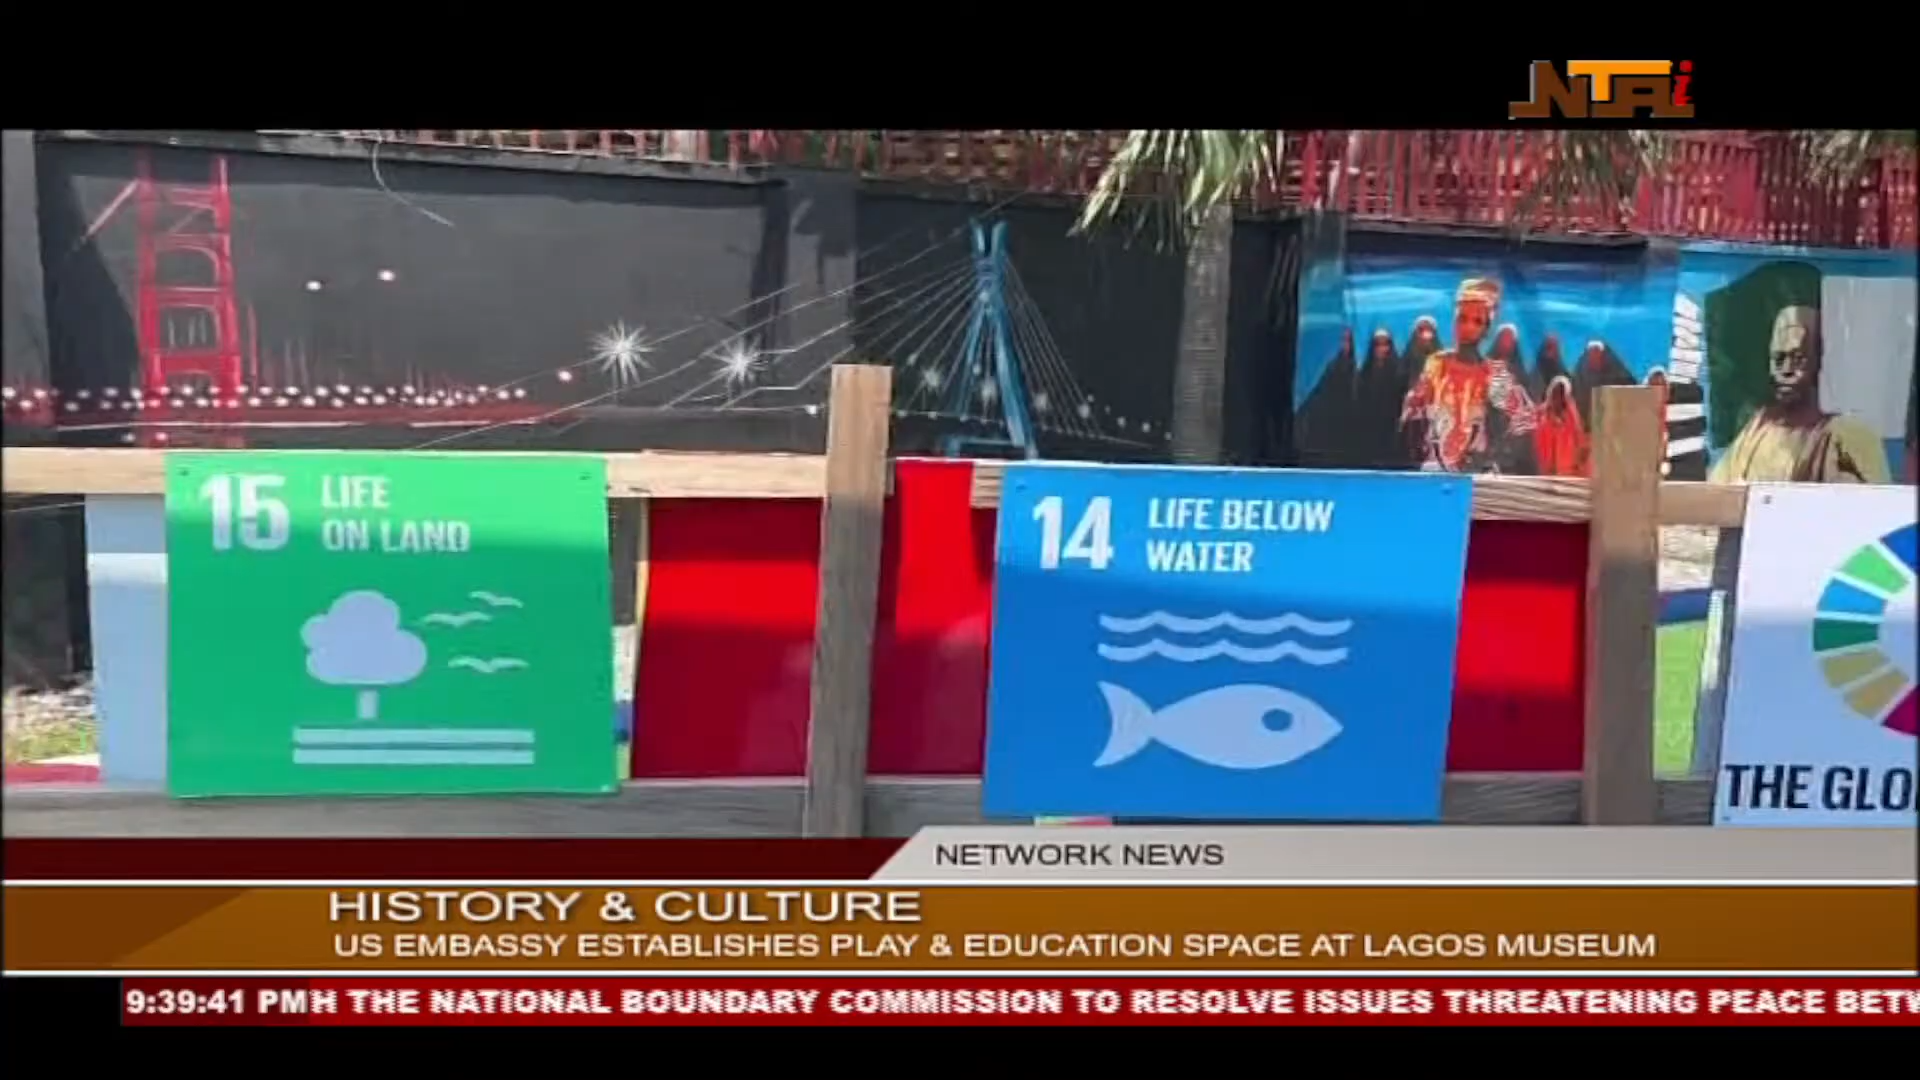 NTAi
15 LIFE
ON LAND
14 LIFE BELOW
WATER
THE GLO
NETWORK NEWS
HISTORY & CULTURE
US EMBASSY ESTABLISHES PLAY & EDUCATION SPACE AT LAGOS MUSEUM
9:39:41 PM H THE NATIONAL BOUNDARY COMMISSION TO RESOLVE ISSUES THREATENING PEACE BETW